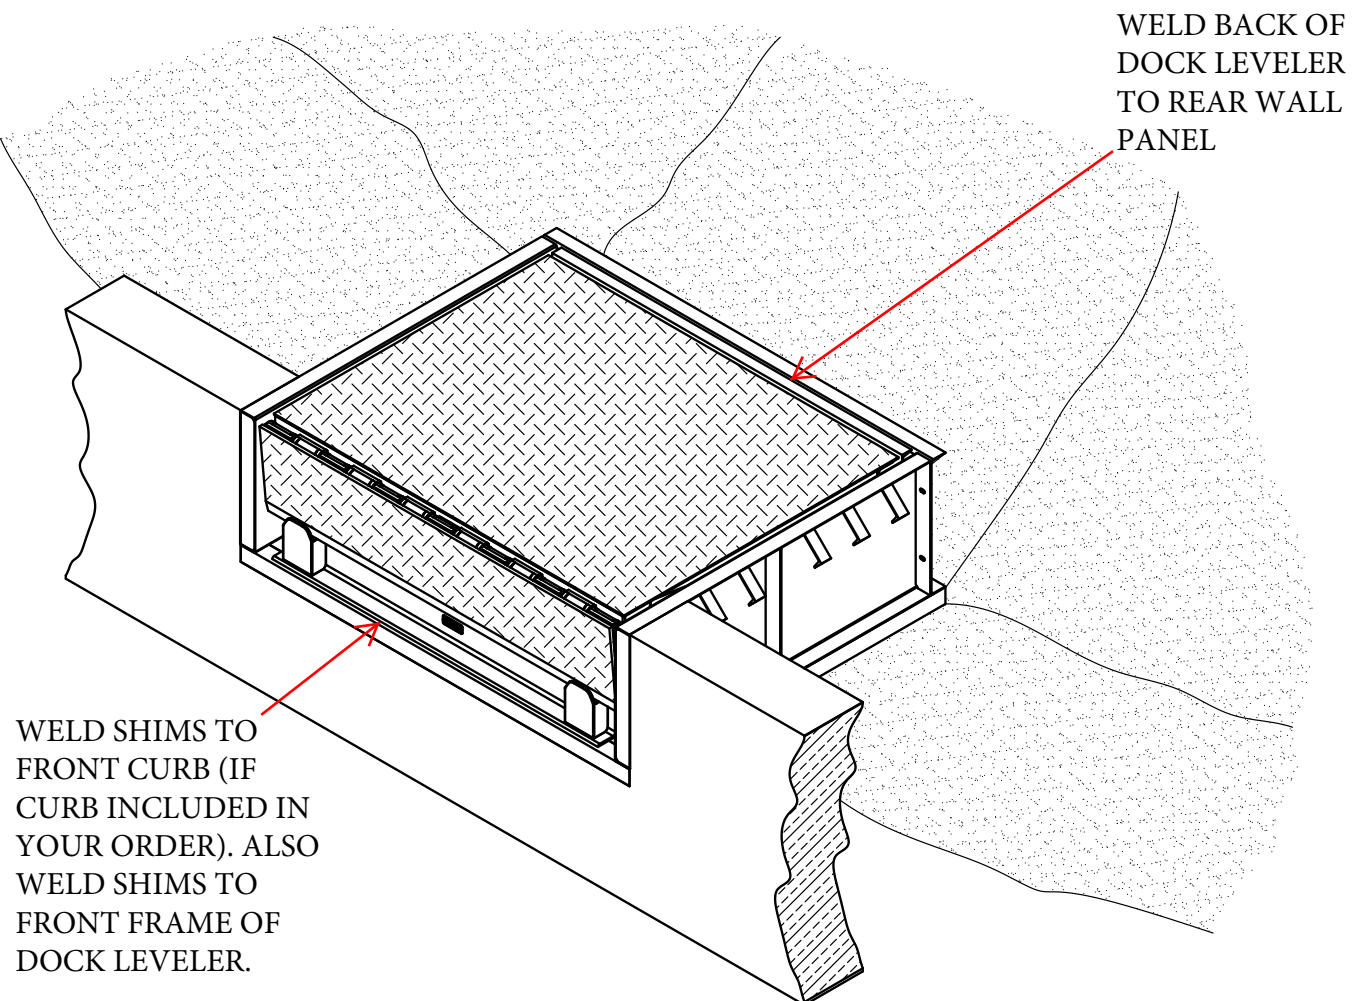 WELD BACK OF
DOCK LEVELER
TO REAR WALL
PANEL
WELD SHIMS TO
FRONT CURB (IF
CURB INCLUDED IN
YOUR ORDER). ALSO
WELD SHIMS TO
FRONT FRAME OF
DOCK LEVELER.